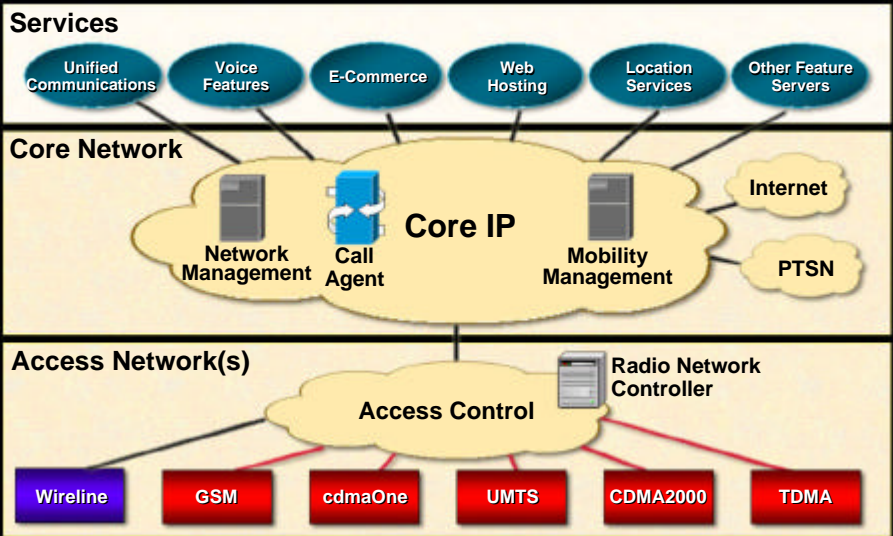 Services
Unified
Communications
Voice
Features
E-Commerce
Web
Hosting
Location
Services
Other Feature
Servers
Core Network
Network
Management
Call
Agent
Core IP
Mobility
Management
Internet
PTSN
Access Network(s)
Access Control
Radio Network
Controller
Wireline
GSM
cdmaOne
UMTS
CDMA2000
TDMA